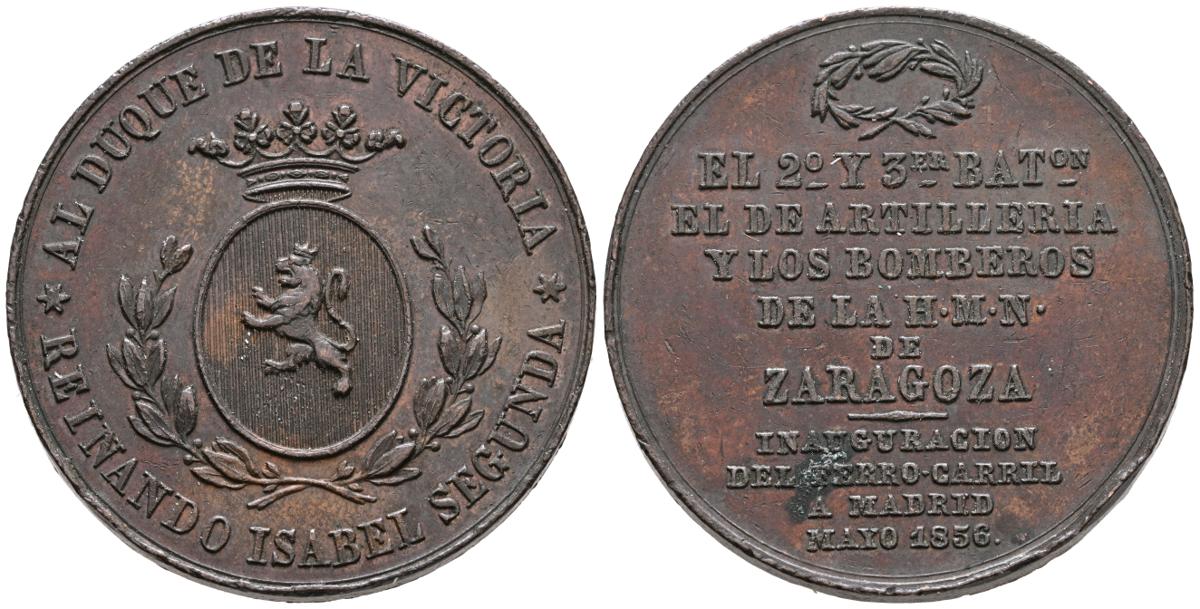 AL DUQUE DE LA VICTORIA
REINANDO ISABEL SEGUNDA
EL 2º Y 3ER BATON
EL DE ARTILLERIA
Y LOS BOMBEROS
DE LA H·M·N·
DE
ZARAGOZA
INAUGURACION
DEL FERRO-CARRIL
A MADRID
MAYO 1856.